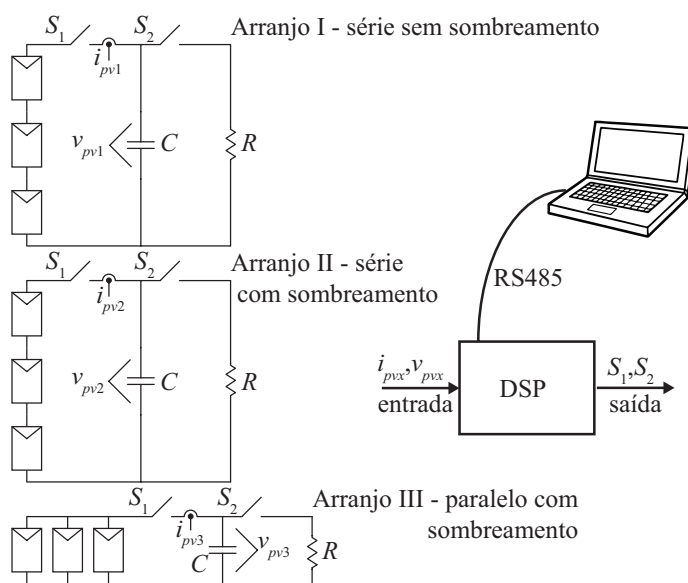 S1 S2 Arranjo I - série sem sombreamento
ipv1
vpv1 C R
S1 S2 Arranjo II - série
com sombreamento
ipv2
vpv2 C R
RS485
ipvx,vpvx
entrada
DSP
S1,S2
saída
S1 S2 Arranjo III - paralelo com
sombreamento
ipv3
C vpv3 R